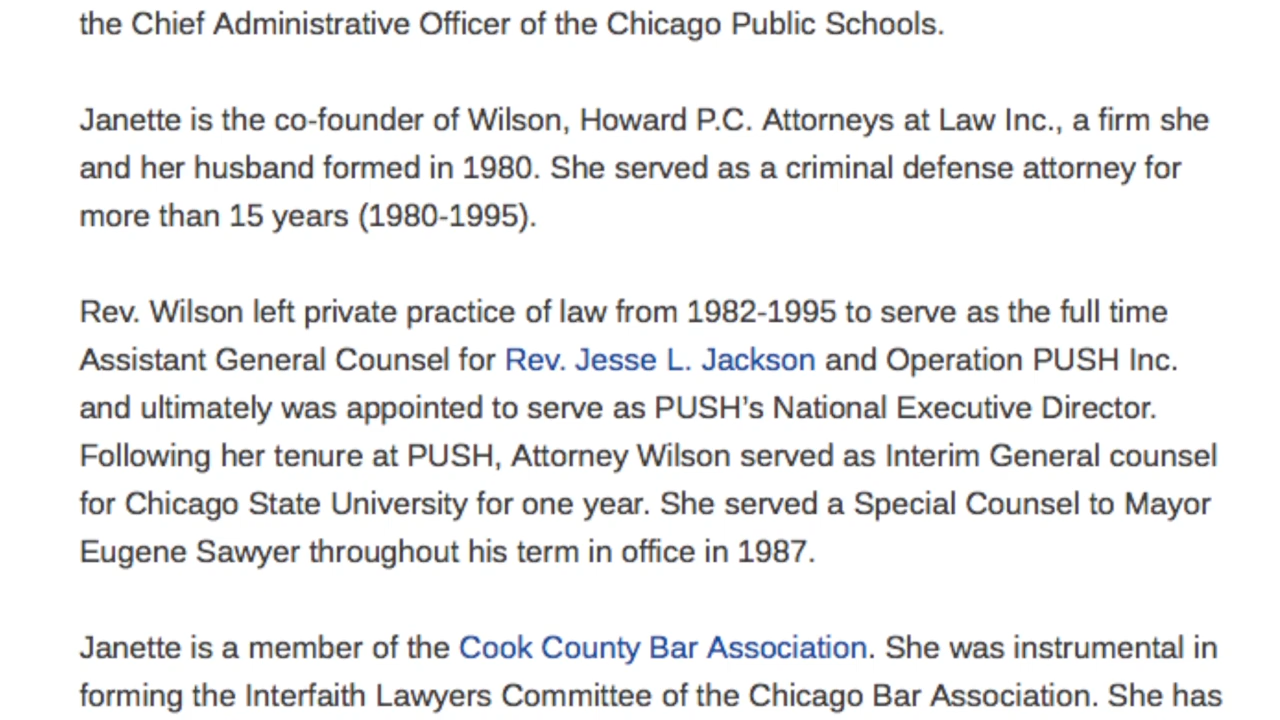 the Chief Administrative Officer of the Chicago Public Schools.
Janette is the co-founder of Wilson, Howard P.C. Attorneys at Law Inc., a firm she
and her husband formed in 1980. She served as a criminal defense attorney for
more than 15 years (1980-1995).
Rev. Wilson left private practice of law from 1982-1995 to serve as the full time
Assistant General Counsel for Rev. Jesse L. Jackson and Operation PUSH Inc.
and ultimately was appointed to serve as PUSH’s National Executive Director.
Following her tenure at PUSH, Attorney Wilson served as Interim General counsel
for Chicago State University for one year. She served a Special Counsel to Mayor
Eugene Sawyer throughout his term in office in 1987.
Janette is a member of the Cook County Bar Association. She was instrumental in
forming the Interfaith Lawyers Committee of the Chicago Bar Association. She has